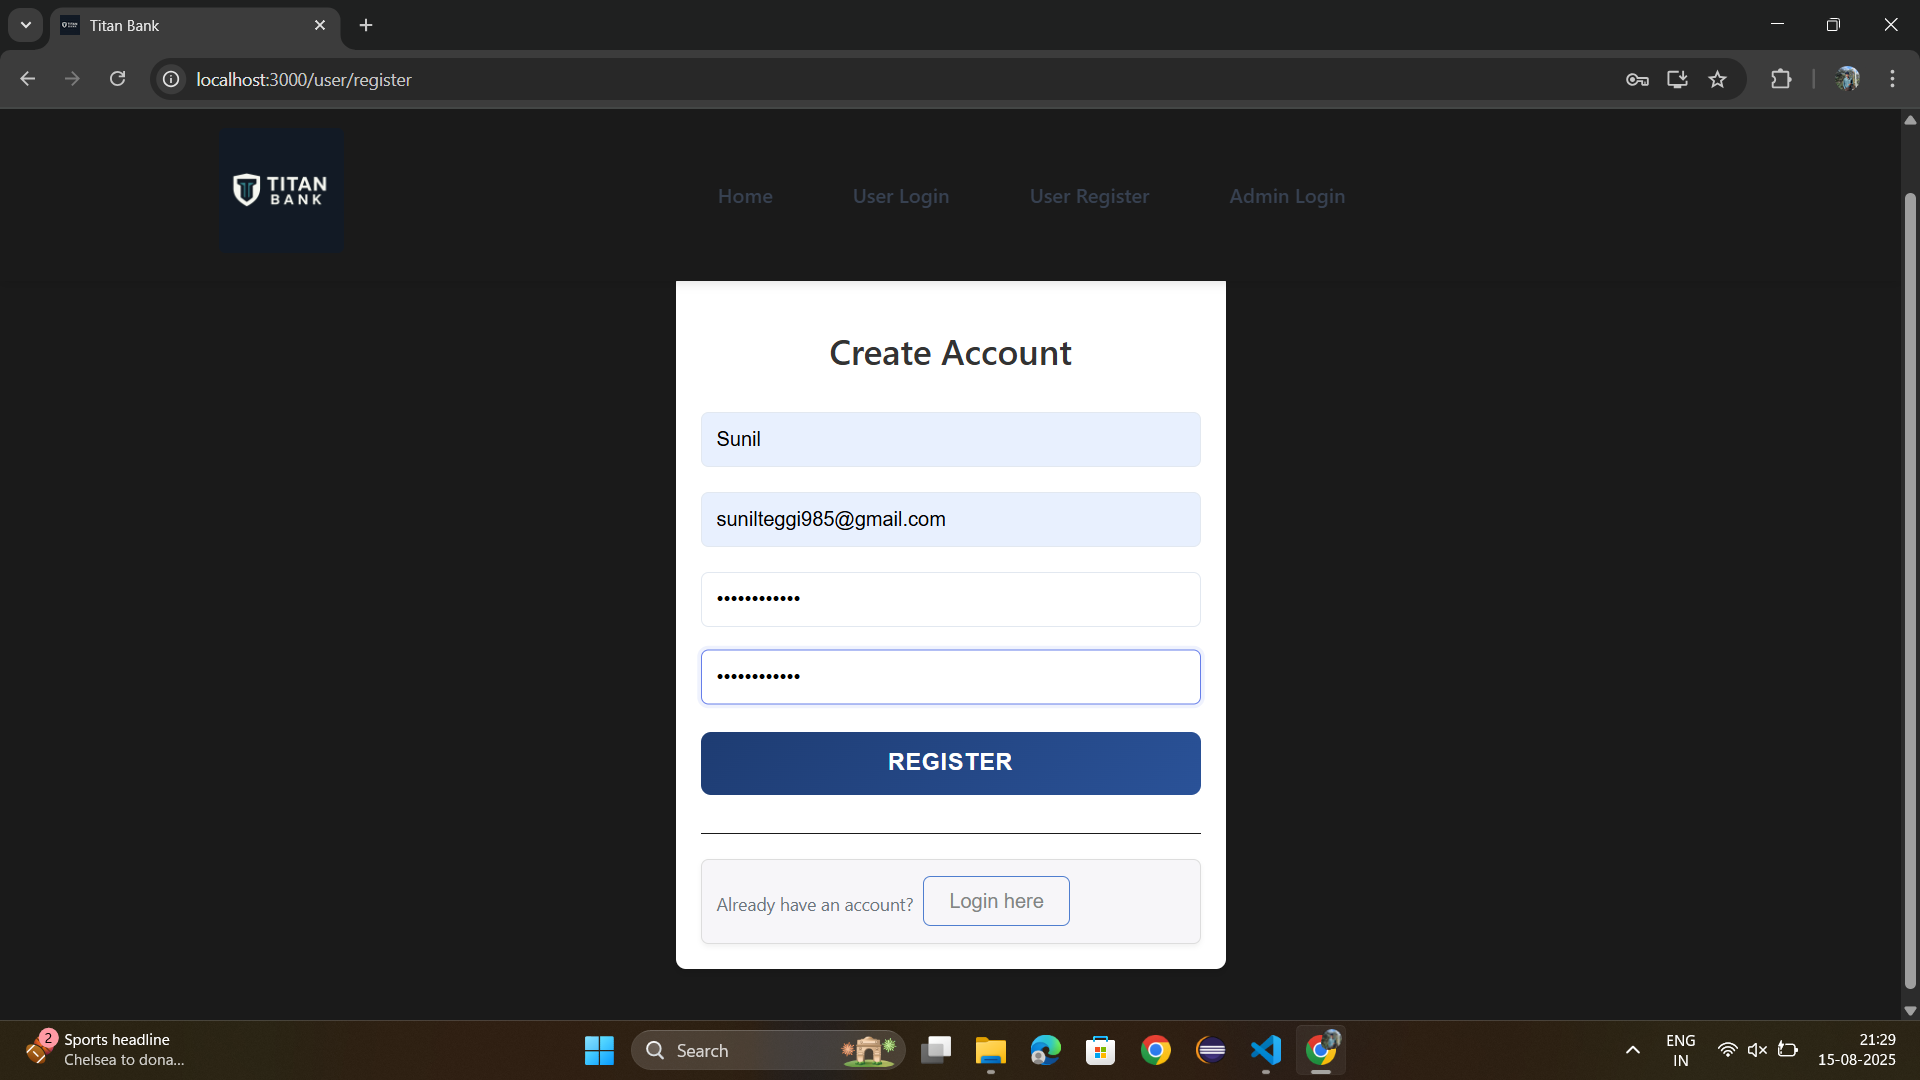 Titan Bank
localhost:3000/user/register
TITAN
BANK
Home User Login User Register Admin Login
Create Account
Sunil
sunilteggi985@gmail.com
••••••••••••
••••••••••••
REGISTER
Already have an account? Login here
2
Sports headline
Chelsea to dona...
Search
ENG
IN
21:29
15-08-2025